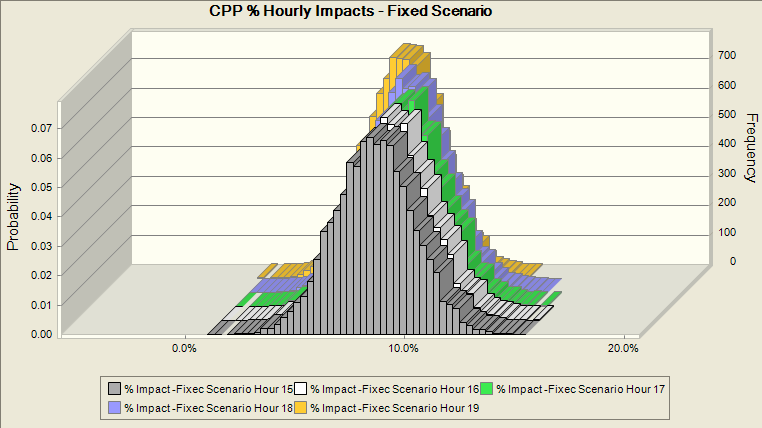 CPP % Hourly Impacts - Fixed Scenario
700
600
500
400
300
200
100
0
Frequency
0.07
0.06
0.05
0.04
0.03
0.02
0.01
0.00
Probability
0.0% 10.0% 20.0%
% Impact -Fixec Scenario Hour 15 % Impact -Fixec Scenario Hour 16 % Impact -Fixec Scenario Hour 17
% Impact -Fixec Scenario Hour 18 % Impact -Fixec Scenario Hour 19